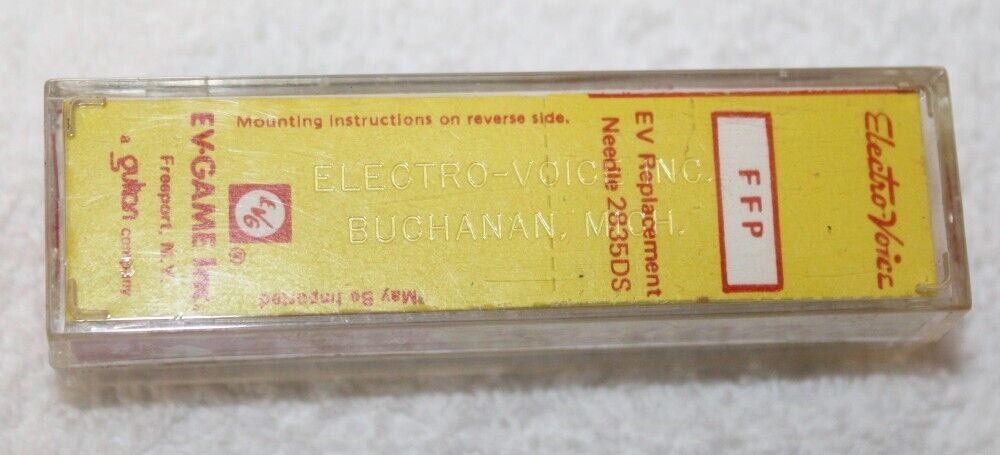 Electro Voice
FFP
EV Replacement
Needle 2835DS
Mounting instructions on reverse side.
ELECTRO-VOICE INC.
BUCHANAN, MICH.
May Be Imported
EVG
®
EV-GAME INC.
Freeport, N.Y.
a gulton company